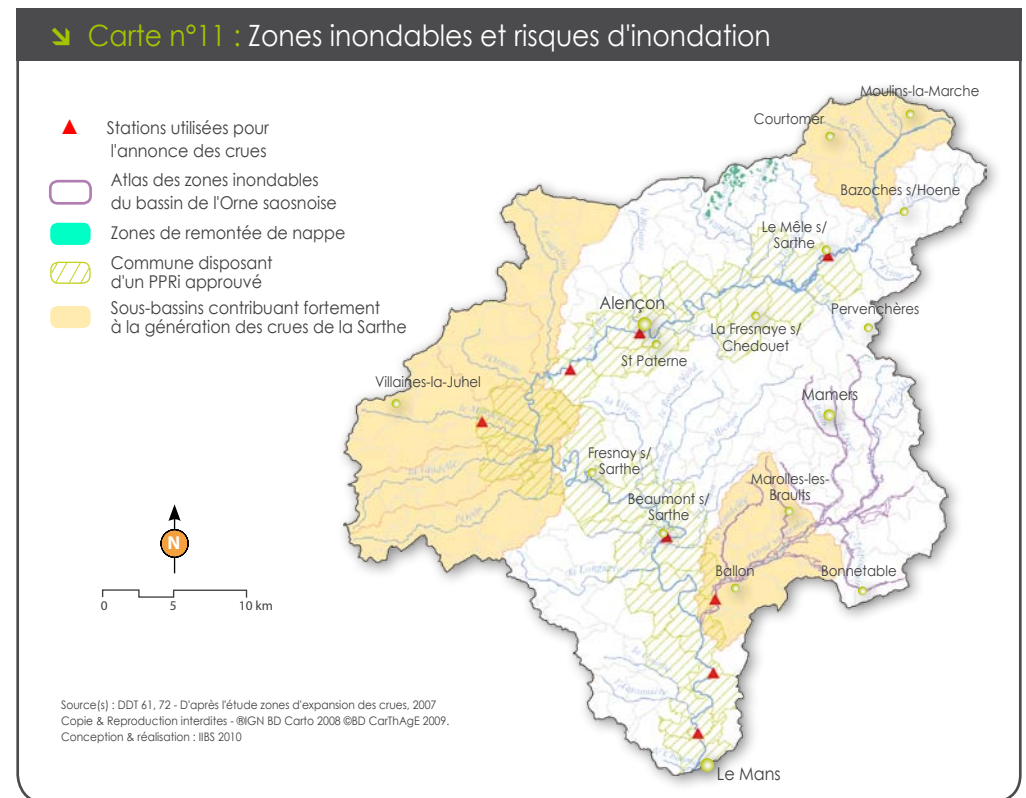 Carte n°11 : Zones inondables et risques d'inondation
Stations utilisées pour
l'annonce des crues
Atlas des zones inondables
du bassin de l'Orne saosnoise
Zones de remontée de nappe
Commune disposant
d'un PPRi approuvé
Sous-bassins contribuant fortement
à la génération des crues de la Sarthe
Moulins-la-Marche
Courtomer
Bazoches s/Hoene
Le Mêle s/
Sarthe
Alençon
Pervenchères
La Fresnaye s/
Chedouet
St Paterne
Villaines-la-Juhel
Mamers
Fresnay s/
Sarthe
Marolles-les-
Braults
Beaumont s/
Sarthe
Ballon
Bonnetable
Le Mans
N
0 5 10 km
Source(s) : DDT 61, 72 - D'après l'étude zones d'expansion des crues, 2007
Copie & Reproduction interdites - ®IGN BD Carto 2008 ©BD CarThAgE 2009.
Conception & réalisation : IIBS 2010